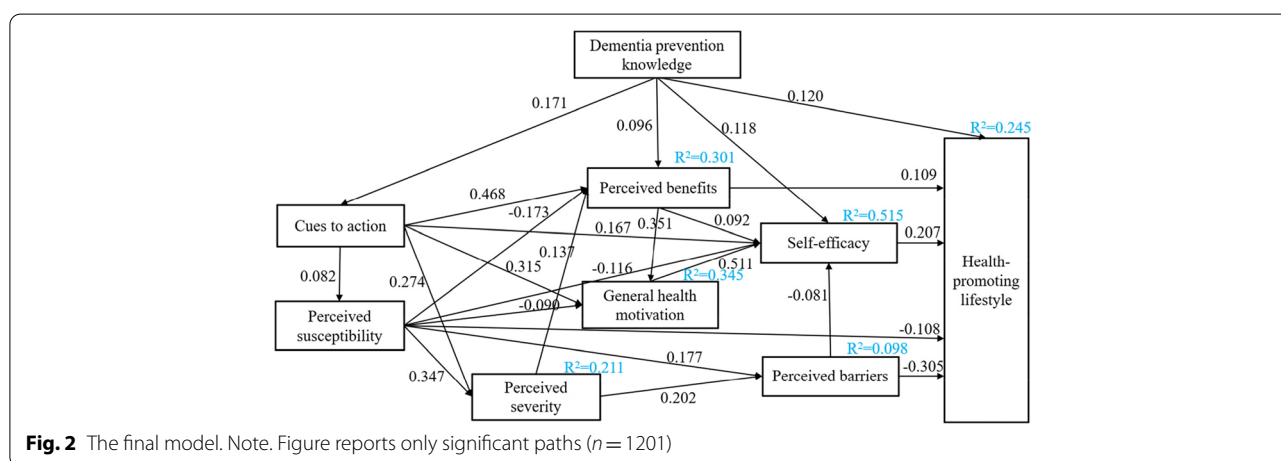 Dementia prevention
knowledge
0.171
0.096
0.118
0.120
R²=0.245
R²=0.301
Perceived benefits
0.109
0.468
-0.173
R²=0.515
Cues to action
0.167
0.351
0.092
Self-efficacy
0.207
0.137
0.082
0.274
0.315
-0.116
0.511
R²=0.345
Health-
promoting
lifestyle
Perceived
susceptibility
-0.090
General health
motivation
-0.081
-0.108
0.347
0.177
R²=0.098
R²=0.211
Perceived
severity
0.202
Perceived barriers
-0.305
Fig. 2 The final model. Note. Figure reports only significant paths (n = 1201)